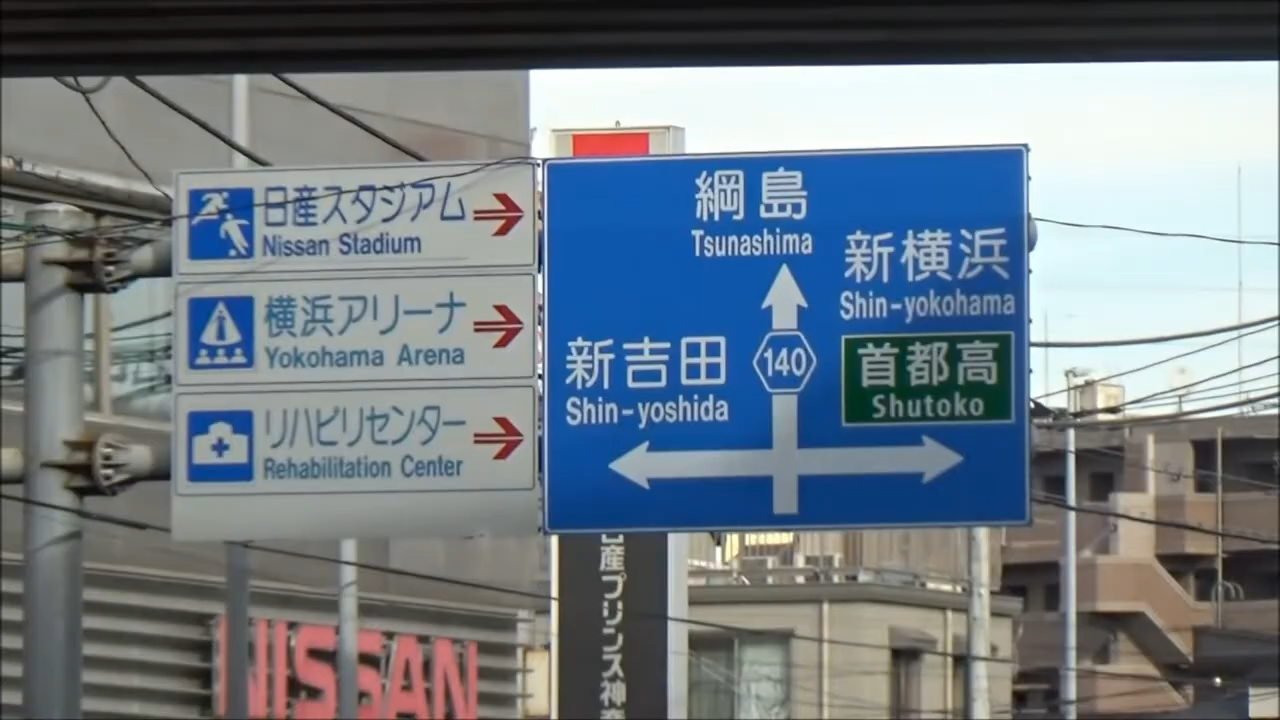 日産スタジアム
Nissan Stadium
横浜アリーナ
Yokohama Arena
リハビリセンター
Rehabilitation Center
綱島
Tsunashima
新横浜
Shin-yokohama
首都高
Shutoko
新吉田
Shin-yoshida
140
日産プリンス神奈
NISSAN